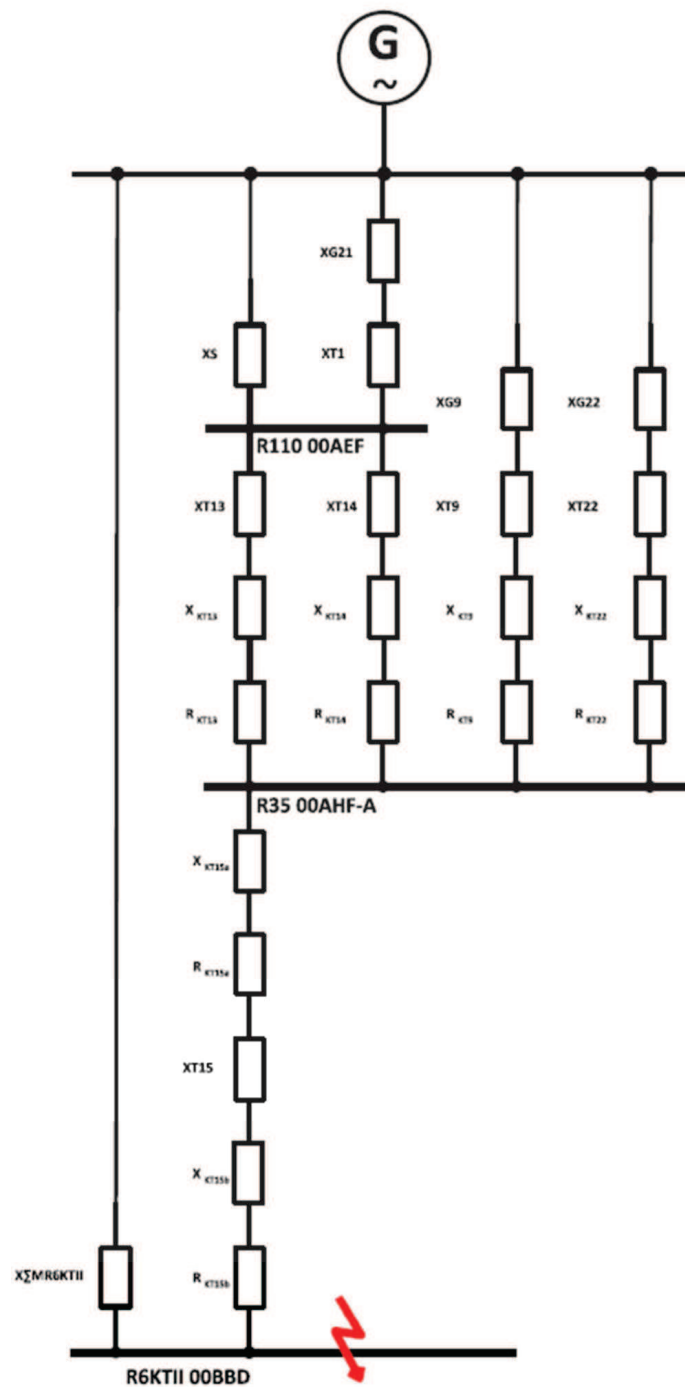 G
~
XG21
XS
XT1
XG9
XG22
R110 00AEF
XT13
XT14
XT9
XT22
X KT13
X KT14
X KT9
X KT22
R KT13
R KT14
R KT9
R KT22
R35 00AHF-A
X KT15a
R KT15a
XT15
X KT15b
X∑MR6KTII
R KT15b
R6KTII 00BBD